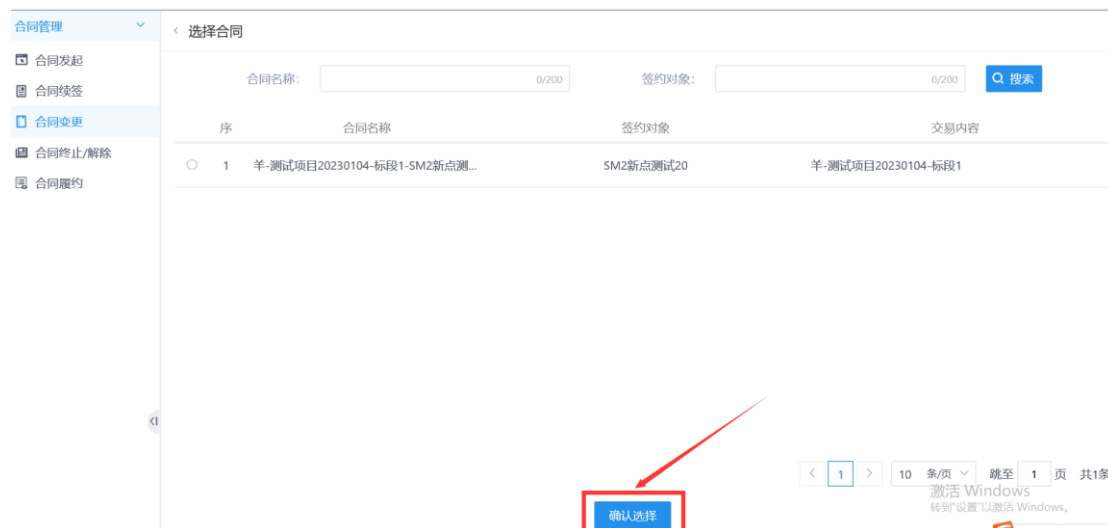 合同管理
合同发起
合同续签
合同变更
合同终止/解除
合同履约
选择合同
合同名称: 0/200 签约对象: 0/200 搜索
序 合同名称 签约对象 交易内容
1 羊-测试项目20230104-标段1-SM2新点测... SM2新点测试20 羊-测试项目20230104-标段1
1 10 条/页 跳至 1 页 共1条
激活 Windows
转到"设置"以激活 Windows。
确认选择